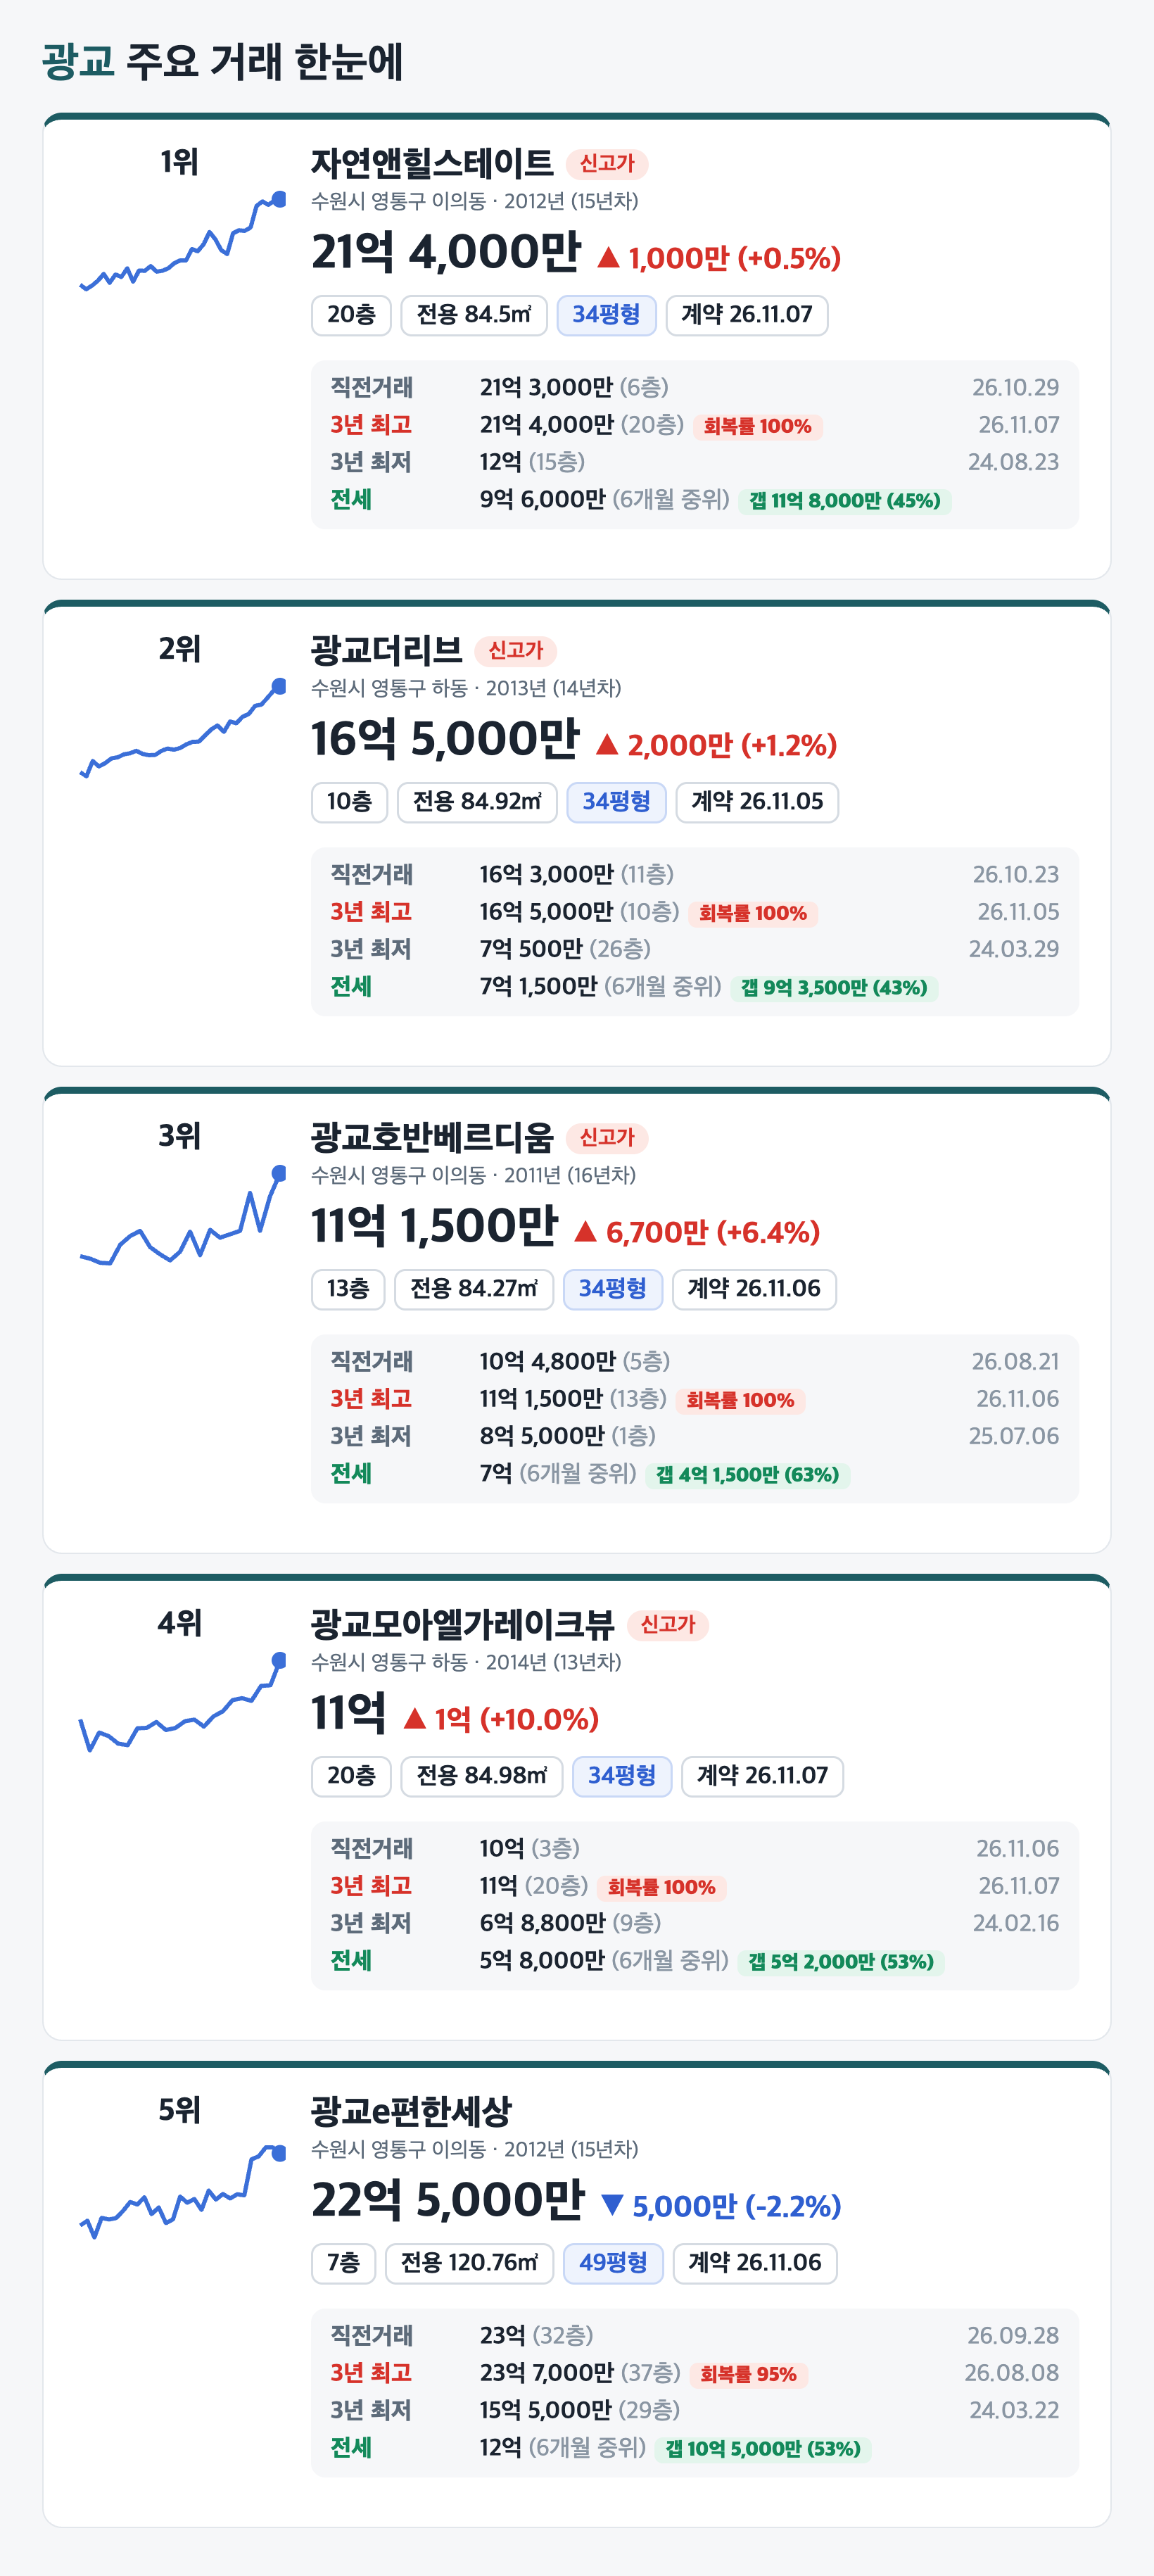 광교 주요 거래 한눈에
1위
자연앤힐스테이트 신고가
수원시 영통구 이의동 · 2012년 (15년차)
21억 4,000만 ▲ 1,000만 (+0.5%)
20층 전용 84.5㎡ 34평형 계약 26.11.07
직전거래 21억 3,000만 (6층) 26.10.29
3년 최고 21억 4,000만 (20층) 회복률 100% 26.11.07
3년 최저 12억 (15층) 24.08.23
전세 9억 6,000만 (6개월 중위) 갭 11억 8,000만 (45%)
2위
광교더리브 신고가
수원시 영통구 하동 · 2013년 (14년차)
16억 5,000만 ▲ 2,000만 (+1.2%)
10층 전용 84.92㎡ 34평형 계약 26.11.05
직전거래 16억 3,000만 (11층) 26.10.23
3년 최고 16억 5,000만 (10층) 회복률 100% 26.11.05
3년 최저 7억 500만 (26층) 24.03.29
전세 7억 1,500만 (6개월 중위) 갭 9억 3,500만 (43%)
3위
광교호반베르디움 신고가
수원시 영통구 이의동 · 2011년 (16년차)
11억 1,500만 ▲ 6,700만 (+6.4%)
13층 전용 84.27㎡ 34평형 계약 26.11.06
직전거래 10억 4,800만 (5층) 26.08.21
3년 최고 11억 1,500만 (13층) 회복률 100% 26.11.06
3년 최저 8억 5,000만 (1층) 25.07.06
전세 7억 (6개월 중위) 갭 4억 1,500만 (63%)
4위
광교모아엘가레이크뷰 신고가
수원시 영통구 하동 · 2014년 (13년차)
11억 ▲ 1억 (+10.0%)
20층 전용 84.98㎡ 34평형 계약 26.11.07
직전거래 10억 (3층) 26.11.06
3년 최고 11억 (20층) 회복률 100% 26.11.07
3년 최저 6억 8,800만 (9층) 24.02.16
전세 5억 8,000만 (6개월 중위) 갭 5억 2,000만 (53%)
5위
광교e편한세상
수원시 영통구 이의동 · 2012년 (15년차)
22억 5,000만 ▼ 5,000만 (-2.2%)
7층 전용 120.76㎡ 49평형 계약 26.11.06
직전거래 23억 (32층) 26.09.28
3년 최고 23억 7,000만 (37층) 회복률 95% 26.08.08
3년 최저 15억 5,000만 (29층) 24.03.22
전세 12억 (6개월 중위) 갭 10억 5,000만 (53%)